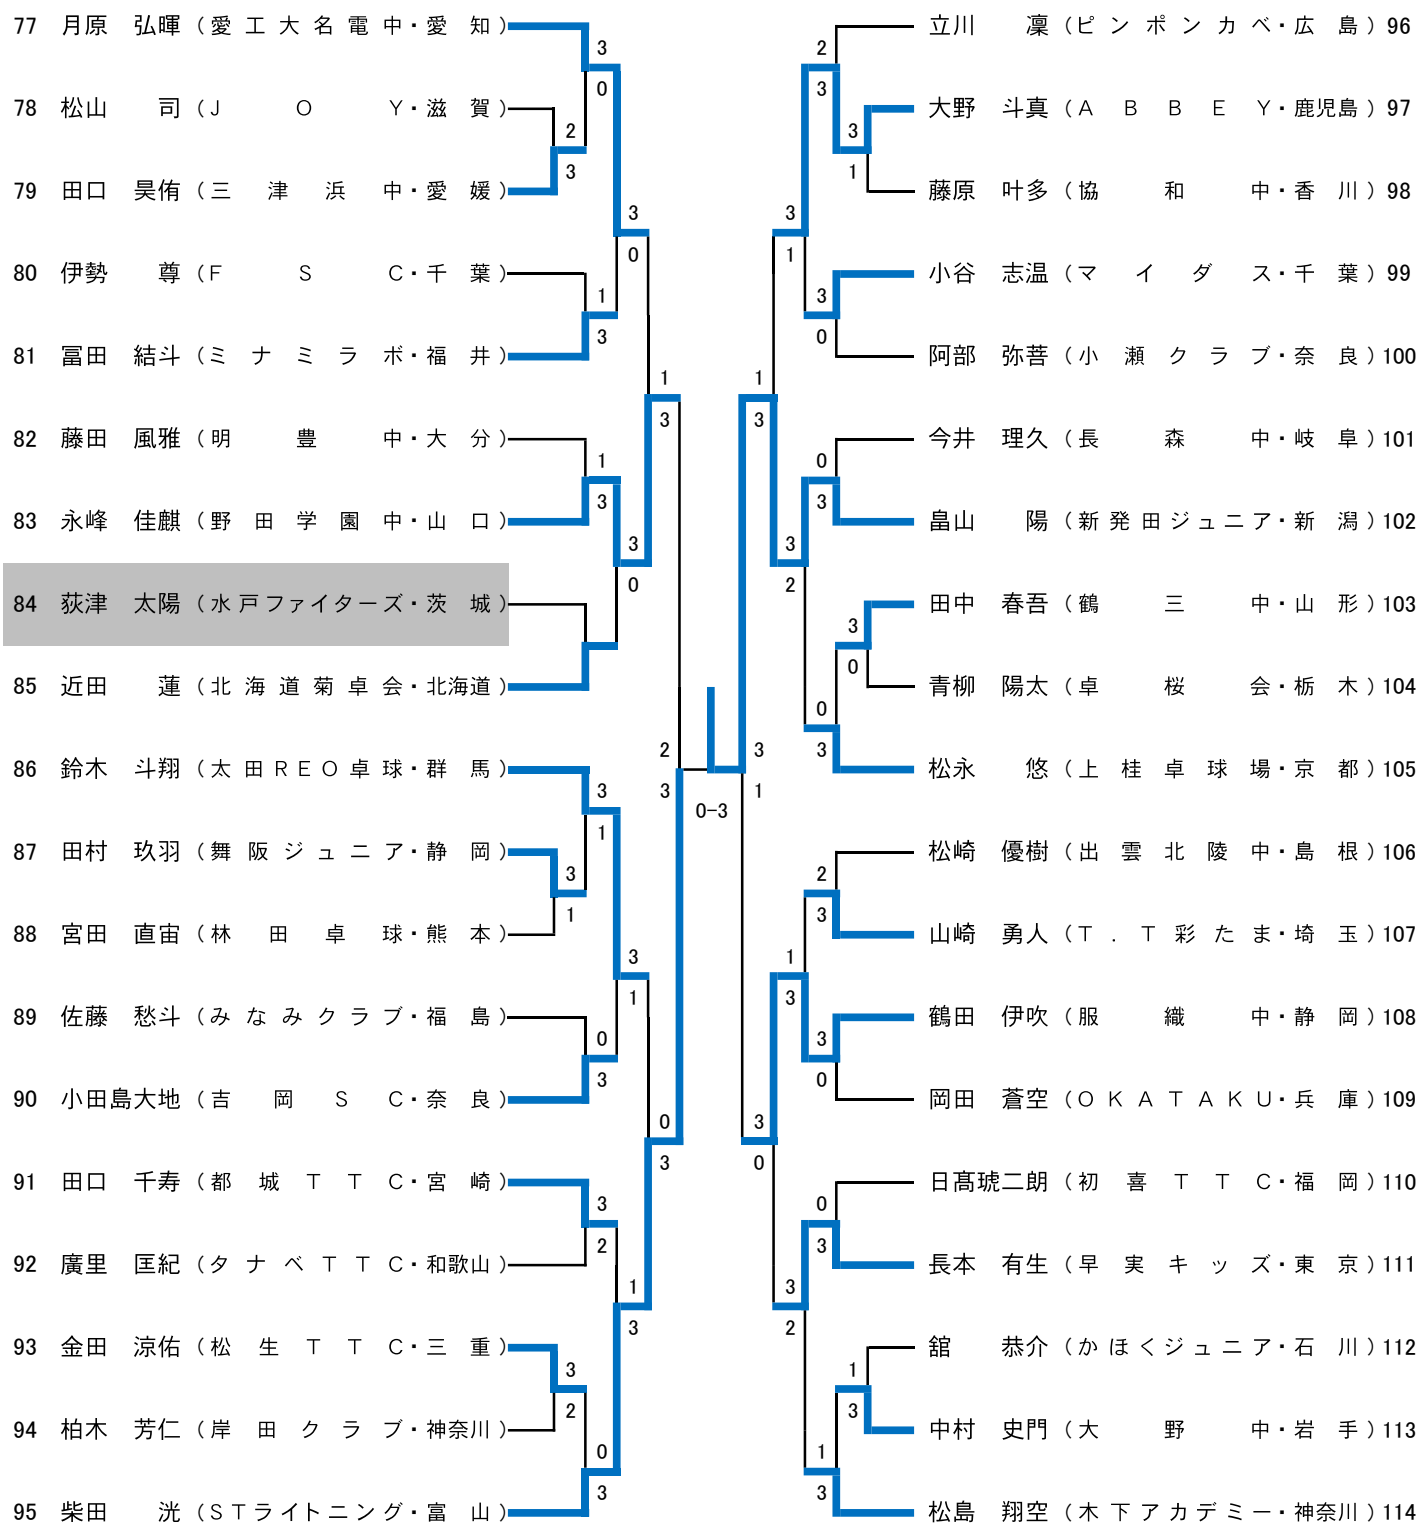 77 月原 弘暉 (愛工大名電中・愛 知)
78 松山 司 (J O Y・滋 賀)
79 田口 昊侑 (三津浜中・愛 媛)
80 伊勢 尊 (F S C・千 葉)
81 冨田 結斗 (ミナミラボ・福 井)
82 藤田 風雅 (明豊中・大 分)
83 永峰 佳麒 (野田学園中・山 口)
84 荻津 太陽 (水戸ファイターズ・茨 城)
85 近田 蓮 (北海道菊卓会・北海道)
86 鈴木 斗翔 (太田REO卓球・群 馬)
87 田村 玖羽 (舞阪ジュニア・静 岡)
88 宮田 直宙 (林田卓球・熊 本)
89 佐藤 愁斗 (みなみクラブ・福 島)
90 小田島大地 (吉岡SC・奈 良)
91 田口 千寿 (都城TTC・宮 崎)
92 廣里 匡紀 (タナベTTC・和歌山)
93 金田 涼佑 (松生TTC・三 重)
94 柏木 芳仁 (岸田クラブ・神奈川)
95 柴田 洸 (STライトニング・富 山)
3
0
2
3
3
0
1
3
1
3
1
3
3
0
2
3
3
1
3
1
3
1
0
3
0
3
3
2
1
3
3
2
0
3
0-3
2
3
3
1
3
1
3
0
1
3
0
3
3
2
3
0
0
3
3
1
2
3
1
3
3
0
3
0
0
3
3
2
1
3
1
3
立川 凜 (ピンポンカベ・広 島) 96
大野 斗真 (ABBEY・鹿児島) 97
藤原 叶多 (協和中・香 川) 98
小谷 志温 (マイダス・千 葉) 99
阿部 弥菩 (小瀬クラブ・奈 良) 100
今井 理久 (長森中・岐 阜) 101
畠山 陽 (新発田ジュニア・新 潟) 102
田中 春吾 (鶴三中・山 形) 103
青柳 陽太 (卓桜会・栃 木) 104
松永 悠 (上桂卓球場・京 都) 105
松崎 優樹 (出雲北陵中・島 根) 106
山崎 勇人 (T.T彩たま・埼 玉) 107
鶴田 伊吹 (服織中・静 岡) 108
岡田 蒼空 (OKATAKU・兵 庫) 109
日髙琥二朗 (初喜TTC・福 岡) 110
長本 有生 (早実キッズ・東 京) 111
舘 恭介 (かほくジュニア・石 川) 112
中村 史門 (大野中・岩 手) 113
松島 翔空 (木下アカデミー・神奈川) 114